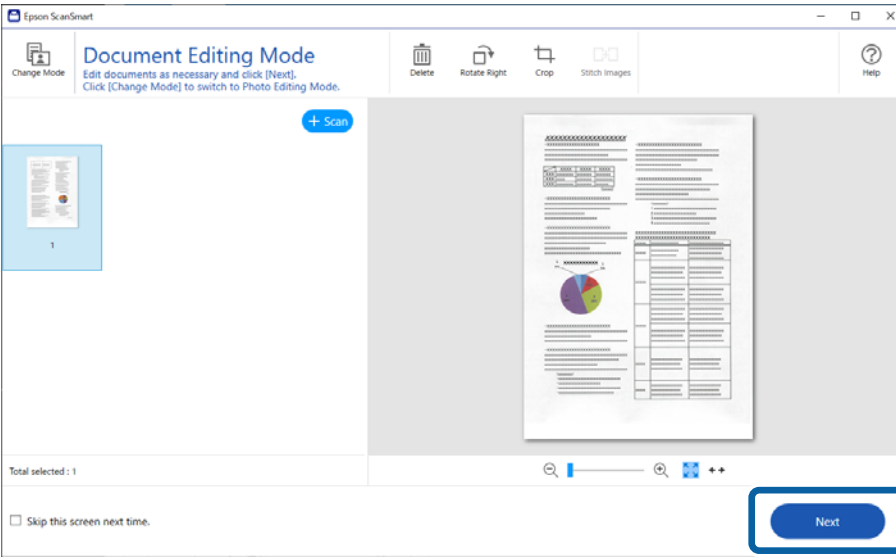 Epson ScanSmart
Change Mode
Document Editing Mode
Edit documents as necessary and click [Next].
Click [Change Mode] to switch to Photo Editing Mode.
Delete
Rotate Right
Crop
Stitch Images
Help
+ Scan
1
Total selected : 1
Skip this screen next time.
Next